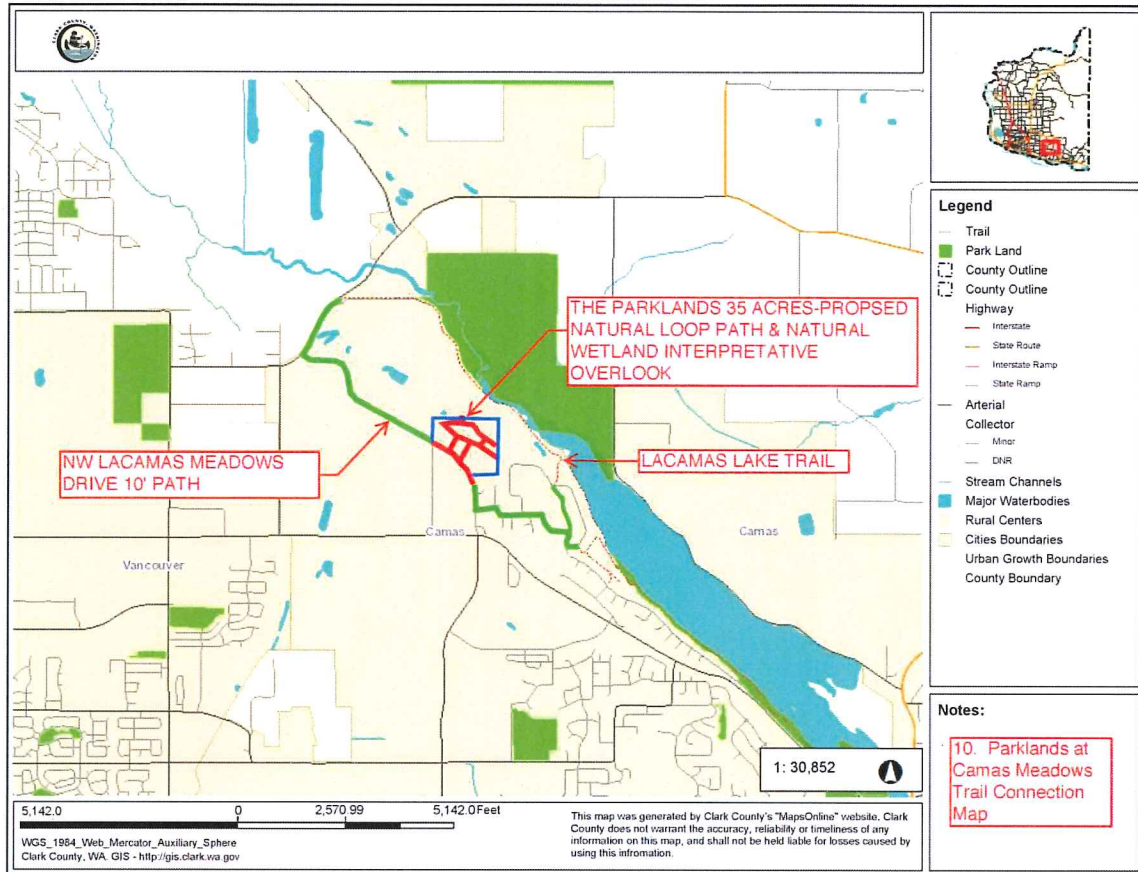 CLARK COUNTY, WASHINGTON
THE PARKLANDS 35 ACRES-PROPSED
NATURAL LOOP PATH & NATURAL
WETLAND INTERPRETATIVE
OVERLOOK
NW LACAMAS MEADOWS
DRIVE 10' PATH
LACAMAS LAKE TRAIL
Camas
Camas
Vancouver
1: 30,852
Legend
Trail
Park Land
County Outline
County Outline
Highway
Interstate
State Route
Interstate Ramp
State Ramp
Arterial
Collector
Minor
DNR
Stream Channels
Major Waterbodies
Rural Centers
Cities Boundaries
Urban Growth Boundaries
County Boundary
Notes:
10. Parklands at
Camas Meadows
Trail Connection
Map
5,142.0 0 2,570.99 5,142.0 Feet
WGS_1984_Web_Mercator_Auxiliary_Sphere
Clark County, WA. GIS - http://gis.clark.wa.gov
This map was generated by Clark County's "MapsOnline" website. Clark
County does not warrant the accuracy, reliability or timeliness of any
information on this map, and shall not be held liable for losses caused by
using this infromation.